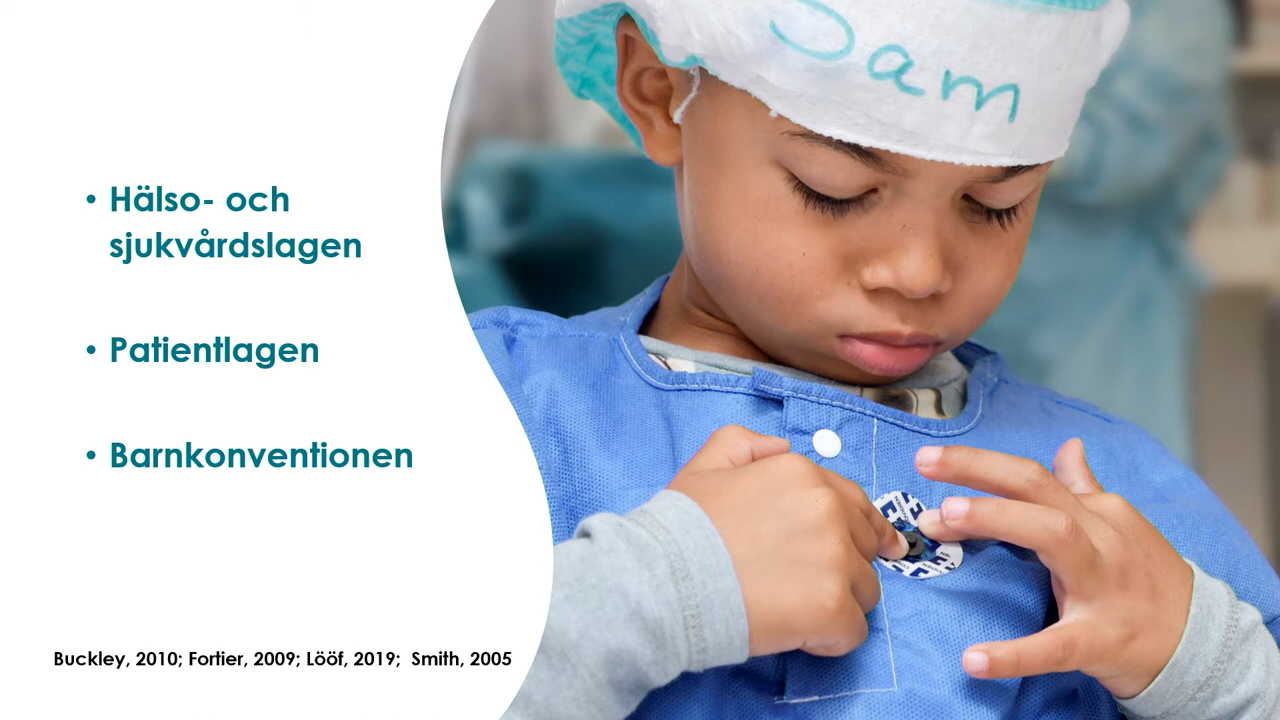 Sam
• Hälso- och
sjukvårdslagen
• Patientlagen
• Barnkonventionen
Buckley, 2010; Fortier, 2009; Lööf, 2019;  Smith, 2005